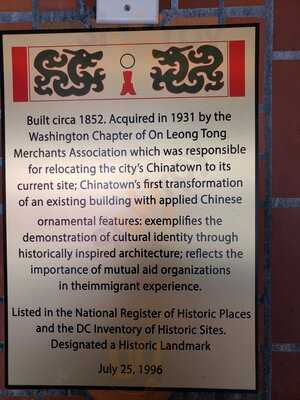 Built circa 1852. Acquired in 1931 by the
Washington Chapter of On Leong Tong
Merchants Association which was responsible
for relocating the city's Chinatown to its
current site; Chinatown's first transformation
of an existing building with applied Chinese
ornamental features: exemplifies the
demonstration of cultural identity through
historically inspired architecture; reflects the
importance of mutual aid organizations
in theimmigrant experience.
Listed in the National Register of Historic Places
and the DC Inventory of Historic Sites.
Designated a Historic Landmark
July 25, 1996